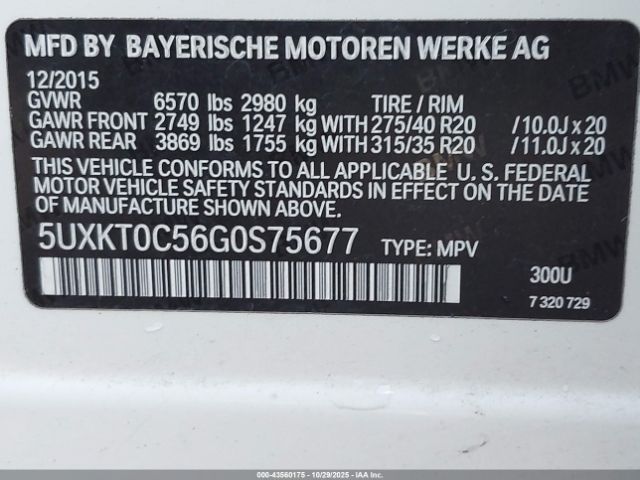 MFD BY BAYERISCHE MOTOREN WERKE AG
12/2015
GVWR 6570 lbs 2980 kg TIRE / RIM
GAWR FRONT 2749 lbs 1247 kg WITH 275/40 R20 / 10.0J x 20
GAWR REAR 3869 lbs 1755 kg WITH 315/35 R20 / 11.0J x 20
THIS VEHICLE CONFORMS TO ALL APPLICABLE U. S. FEDERAL
MOTOR VEHICLE SAFETY STANDARDS IN EFFECT ON THE DATE
OF MANUFACTURE SHOWN ABOVE.
5UXKT0C56G0S75677 TYPE: MPV
300U
7 320 729
000-43560175 - 10/29/2025 - IAAI.COM